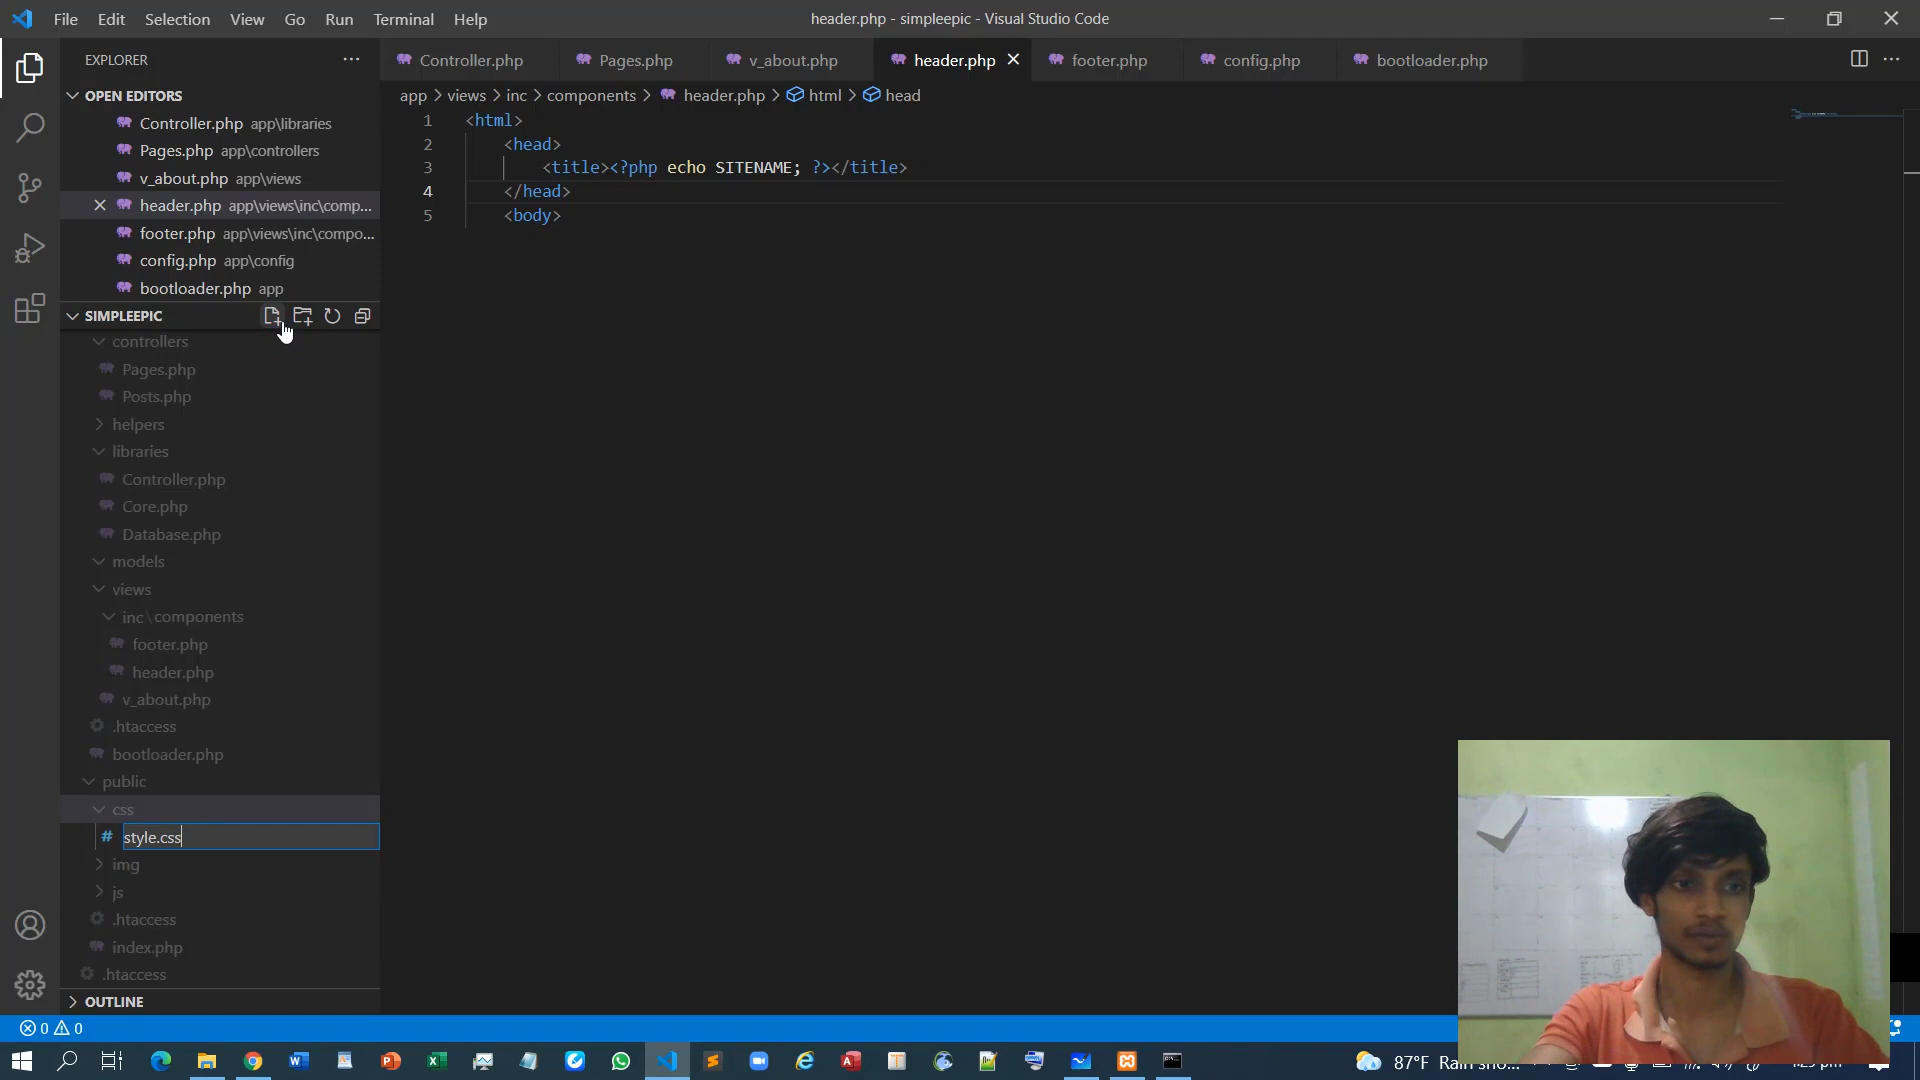 File Edit Selection View Go Run Terminal Help
header.php - simpleepic - Visual Studio Code
EXPLORER
Controller.php Pages.php v_about.php header.php footer.php config.php bootloader.php
OPEN EDITORS
app > views > inc > components > header.php > html > head
Controller.php app\libraries
Pages.php app\controllers
v_about.php app\views
header.php app\views\inc\comp...
footer.php app\views\inc\compo...
config.php app\config
bootloader.php app
1 <html>
2 <head>
3 <title><?php echo SITENAME; ?></title>
4 </head>
5 <body>
SIMPLEEPIC
controllers
Pages.php
Posts.php
helpers
libraries
Controller.php
Core.php
Database.php
models
views
inc\components
footer.php
header.php
v_about.php
.htaccess
bootloader.php
public
css
# style.css
img
js
.htaccess
index.php
.htaccess
OUTLINE
0 0
87°F